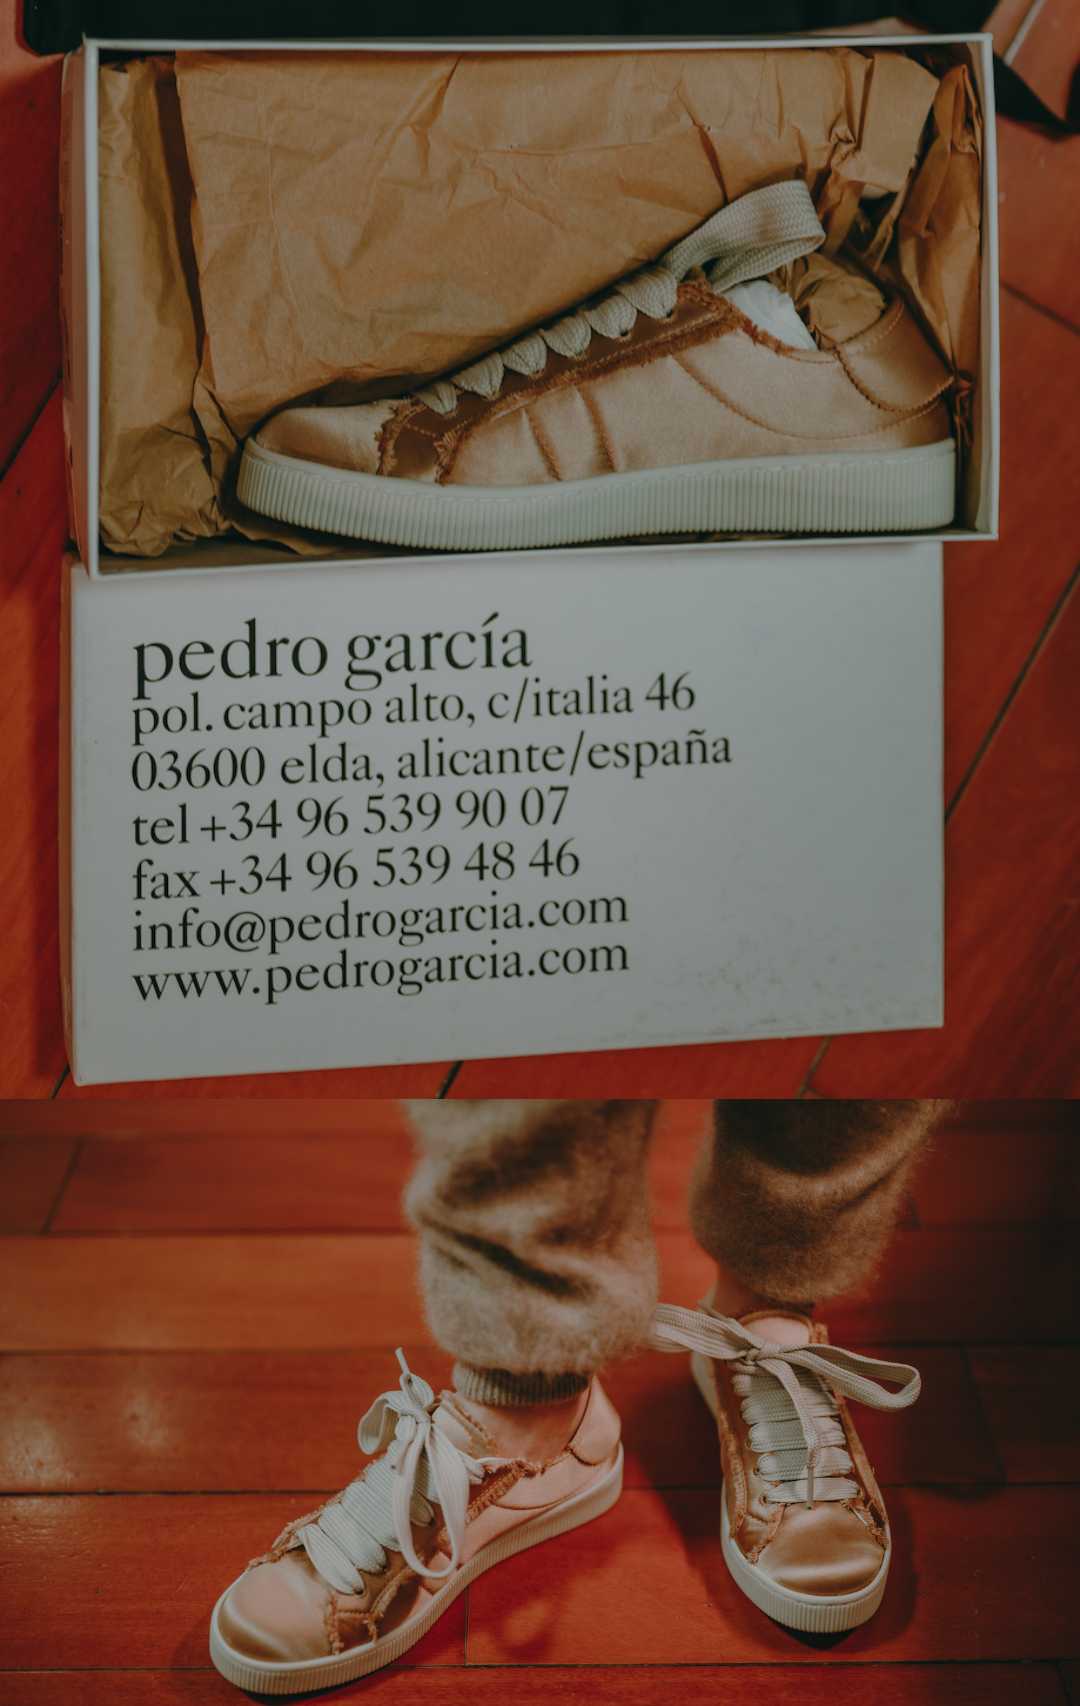 pedro garcía
pol. campo alto, c/italia 46
03600 elda, alicante/españa
tel +34 96 539 90 07
fax +34 96 539 48 46
info@pedrogarcia.com
www.pedrogarcia.com